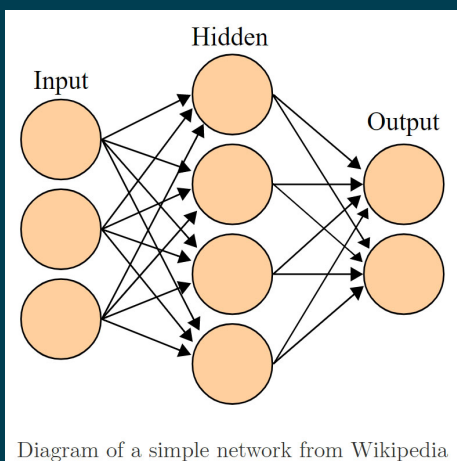 Hidden
Input
Output
Diagram of a simple network from Wikipedia